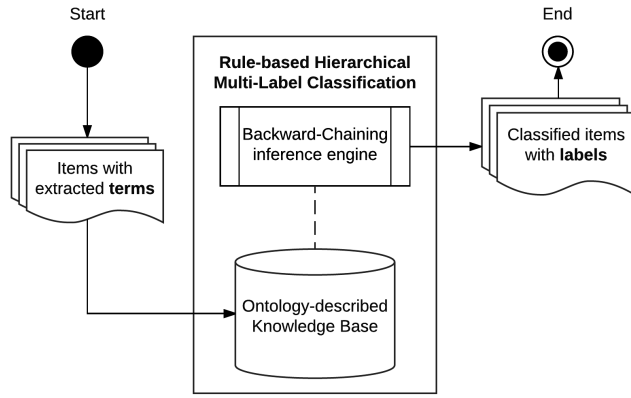 Start
End
Rule-based Hierarchical
Multi-Label Classification
Backward-Chaining
inference engine
Classified items
with labels
Items with
extracted terms
Ontology-described
Knowledge Base